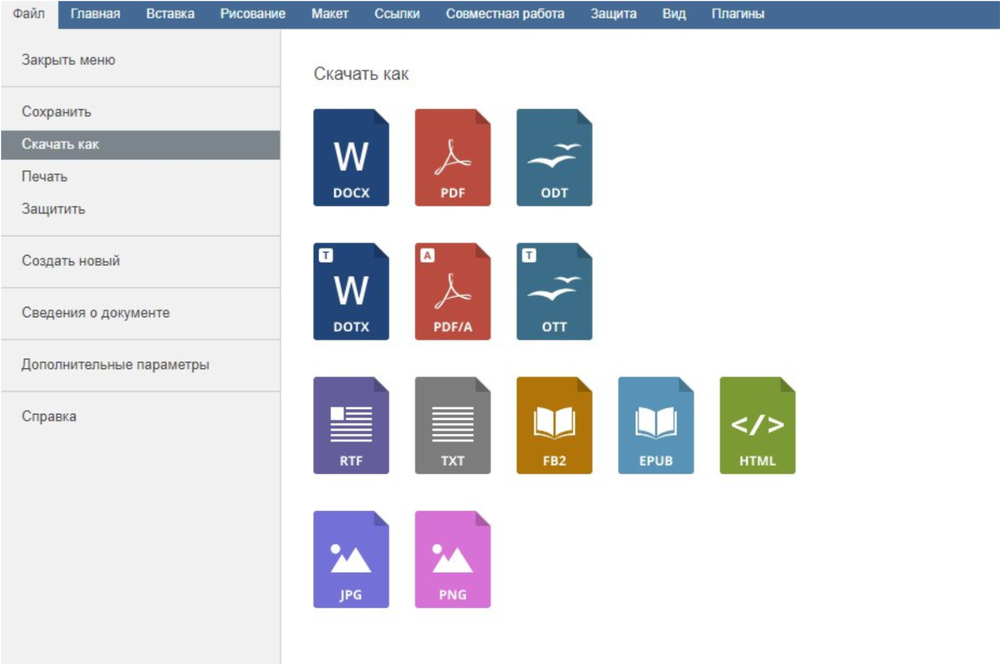 Файл Главная Вставка Рисование Макет Ссылки Совместная работа Защита Вид Плагины
Закрыть меню
Сохранить
Скачать как
Печать
Защитить
Создать новый
Сведения о документе
Дополнительные параметры
Справка
Скачать как
W W
DOCX PDF ODT
T A T
W
DOTX PDF/A OTT
</>
RTF TXT FB2 EPUB HTML
JPG PNG